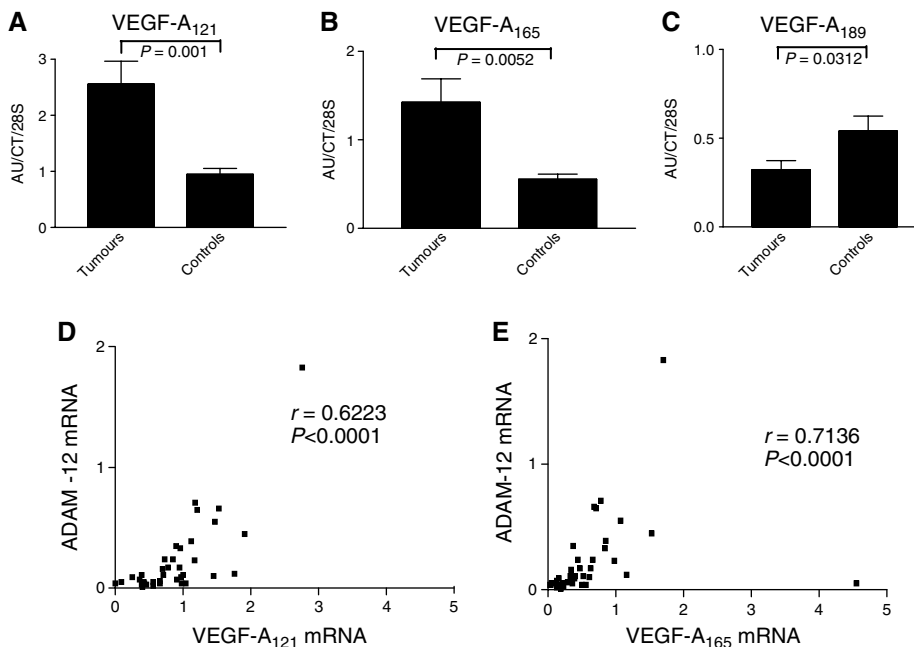 A
VEGF-A121
P = 0.001
AU/CT/28S
3
2
1
0
Tumours
Controls
B
VEGF-A165
P = 0.0052
AU/CT/28S
2
1
0
Tumours
Controls
C
VEGF-A189
P = 0.0312
AU/CT/28S
1.0
0.5
0.0
Tumours
Controls
D
ADAM -12 mRNA
2
1
0
r = 0.6223
P<0.0001
0 1 2 3 4 5
VEGF-A121 mRNA
E
ADAM-12 mRNA
2
1
0
r = 0.7136
P<0.0001
0 1 2 3 4 5
VEGF-A165 mRNA